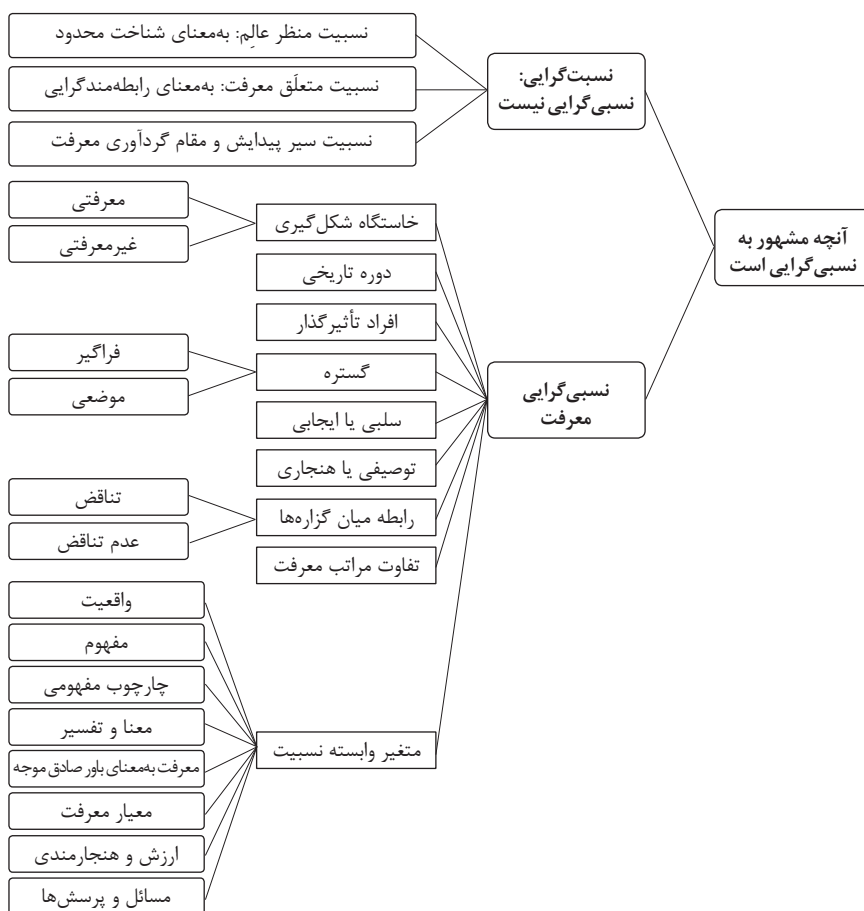 آنچه مشهور به
نسبی‌گرایی است
نسبت‌گرایی:
نسبی‌گرایی نیست
نسبیت منظر عالِم: به‌معنای شناخت محدود
نسبیت متعلَق معرفت: به‌معنای رابطه‌مندگرایی
نسبیت سیر پیدایش و مقام گردآوری معرفت
نسبی‌گرایی
معرفت
خاستگاه شکل‌گیری
معرفتی
غیرمعرفتی
دوره تاریخی
افراد تأثیرگذار
گستره
فراگیر
موضعی
سلبی یا ایجابی
توصیفی یا هنجاری
رابطه میان گزاره‌ها
تناقض
عدم تناقض
تفاوت مراتب معرفت
متغیر وابسته نسبیت
واقعیت
مفهوم
چارچوب مفهومی
معنا و تفسیر
معرفت به‌معنای باور صادق موجه
معیار معرفت
ارزش و هنجارمندی
مسائل و پرسش‌ها